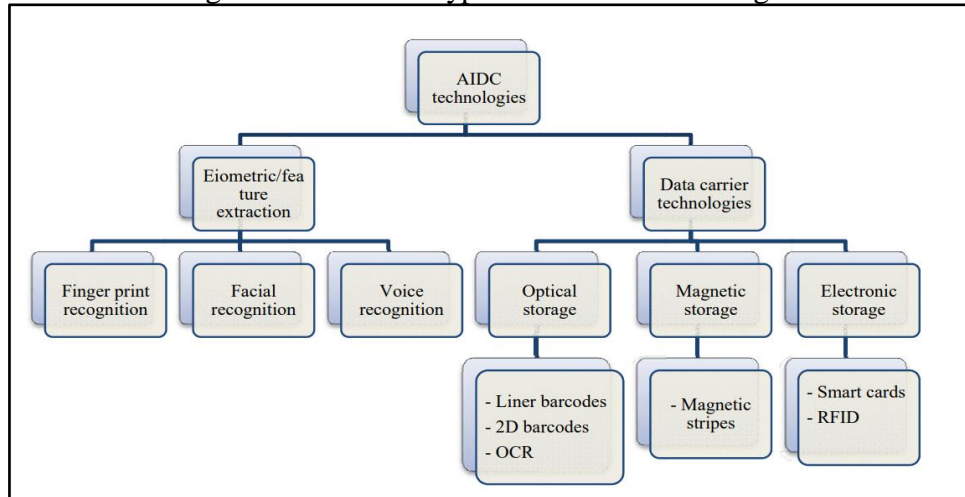 AIDC
technologies
Eiometric/fea
ture
extraction
Data carrier
technologies
Finger print
recognition
Facial
recognition
Voice
recognition
Optical
storage
Magnetic
storage
Electronic
storage
- Liner barcodes
- 2D barcodes
- OCR
- Magnetic
stripes
- Smart cards
- RFID